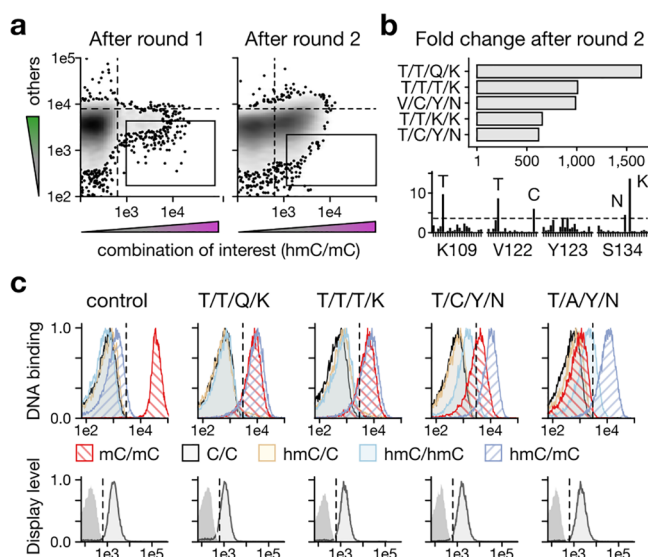 a
After round 1
After round 2
others
1e5
1e4
1e3
1e2
1e3
1e4
1e3
1e4
combination of interest (hmC/mC)
b
Fold change after round 2
T/T/Q/K
T/T/T/K
V/C/Y/N
T/T/K/K
T/C/Y/N
1
500
1,000
1,500
10
0
T
T
C
N
K
K109
V122
Y123
S134
c
control
T/T/Q/K
T/T/T/K
T/C/Y/N
T/A/Y/N
DNA binding
1.0
0.0
1e2
1e4
1e2
1e4
1e2
1e4
1e2
1e4
1e2
1e4
mC/mC
C/C
hmC/C
hmC/hmC
hmC/mC
Display level
1.0
0.0
1e3
1e5
1e3
1e5
1e3
1e5
1e3
1e5
1e3
1e5